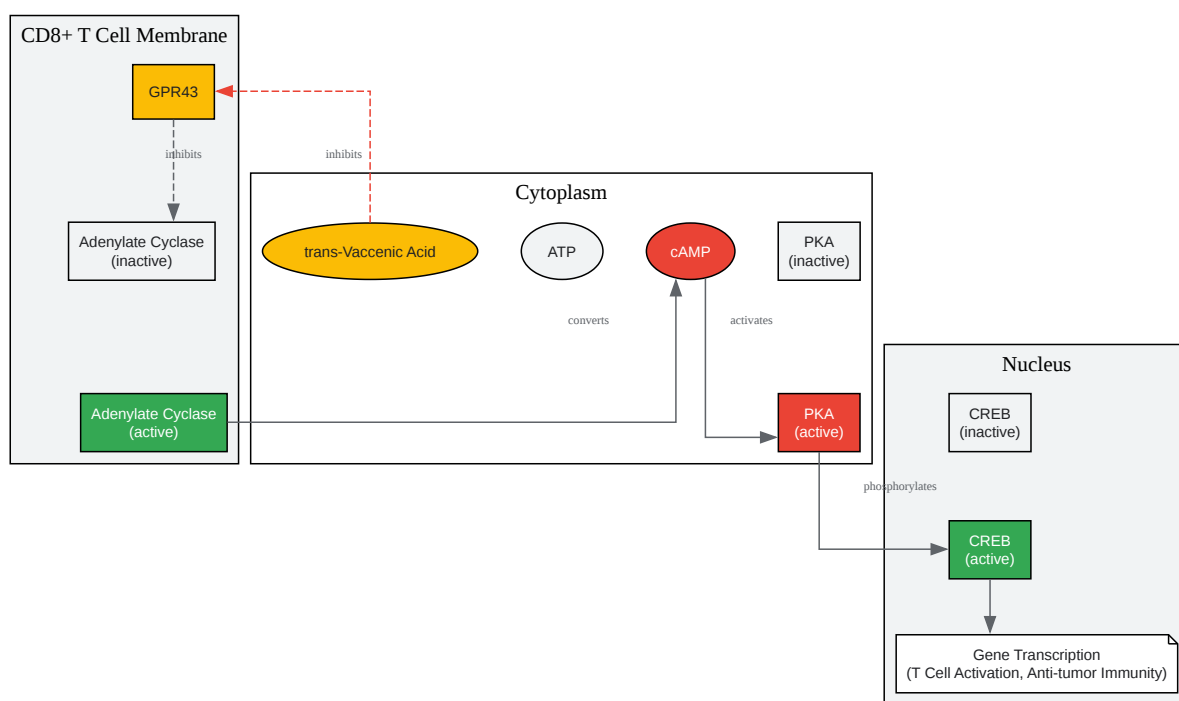 CD8+ T Cell Membrane
GPR43
inhibits
inhibits
Cytoplasm
Adenylate Cyclase
(inactive)
trans-Vaccenic Acid
ATP
cAMP
PKA
(inactive)
converts
activates
Nucleus
Adenylate Cyclase
(active)
PKA
(active)
CREB
(inactive)
phosphorylates
CREB
(active)
Gene Transcription
(T Cell Activation, Anti-tumor Immunity)